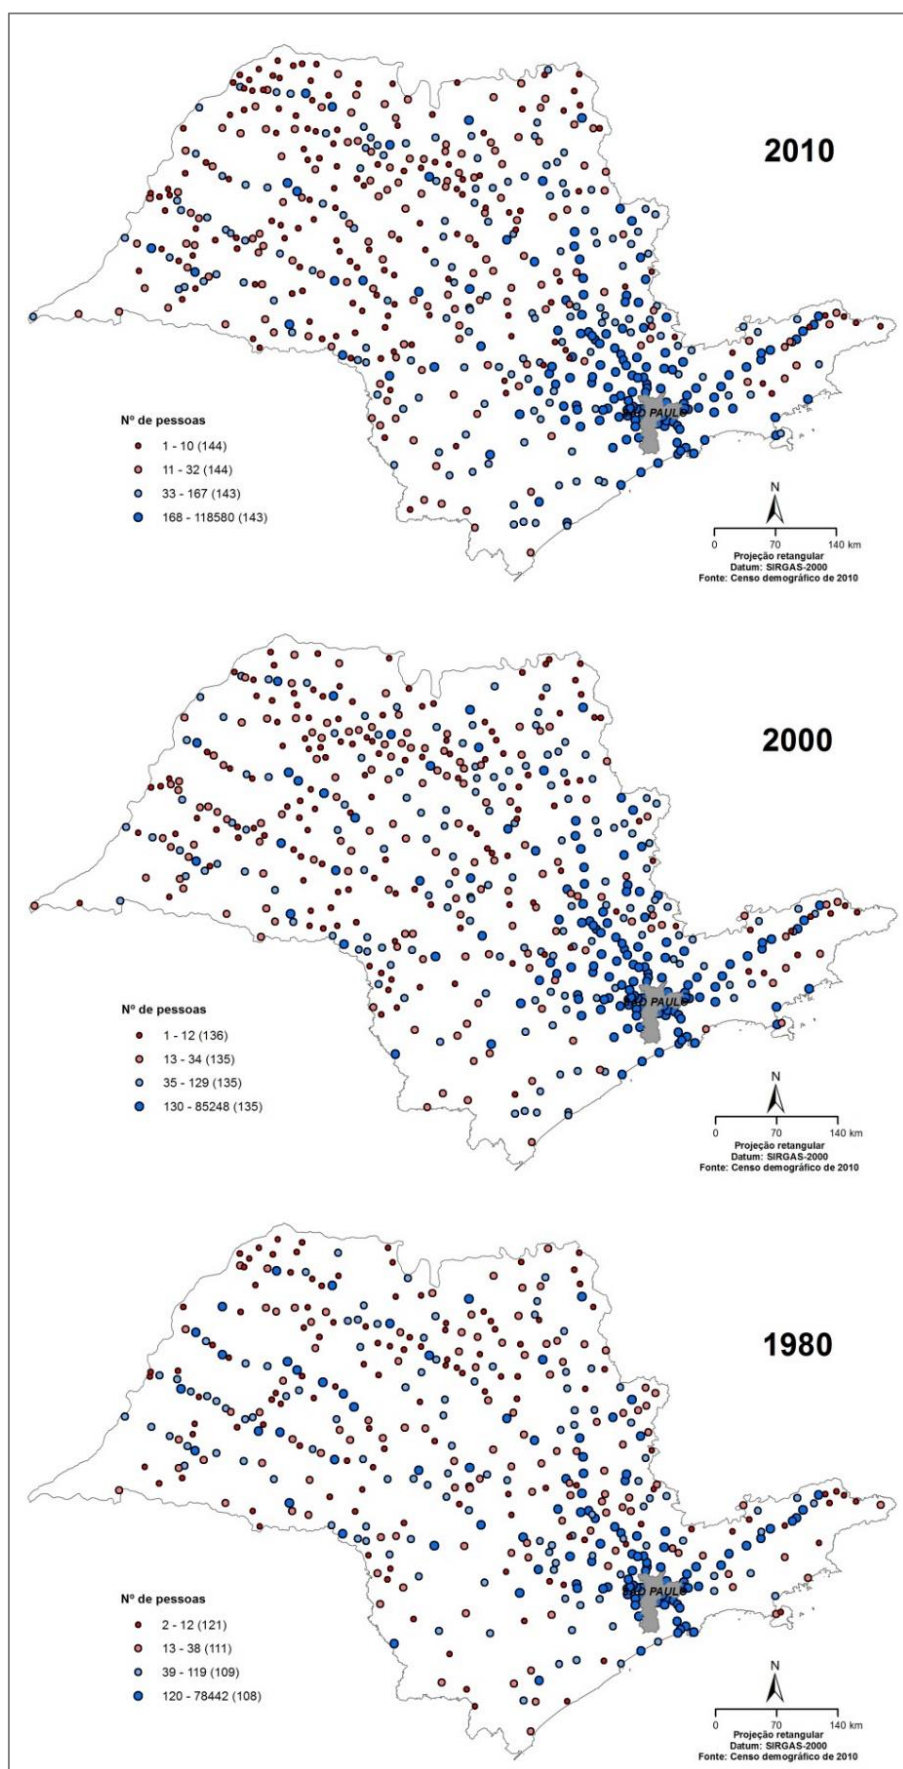 2010
SÃO PAULO
Nº de pessoas
1 - 10 (144)
11 - 32 (144)
33 - 167 (143)
168 - 118580 (143)
N
0 70 140 km
Projeção retangular
Datum: SIRGAS-2000
Fonte: Censo demográfico de 2010
2000
SÃO PAULO
Nº de pessoas
1 - 12 (136)
13 - 34 (135)
35 - 129 (135)
130 - 85248 (135)
N
0 70 140 km
Projeção retangular
Datum: SIRGAS-2000
Fonte: Censo demográfico de 2010
1980
SÃO PAULO
Nº de pessoas
2 - 12 (121)
13 - 38 (111)
39 - 119 (109)
120 - 78442 (108)
N
0 70 140 km
Projeção retangular
Datum: SIRGAS-2000
Fonte: Censo demográfico de 2010